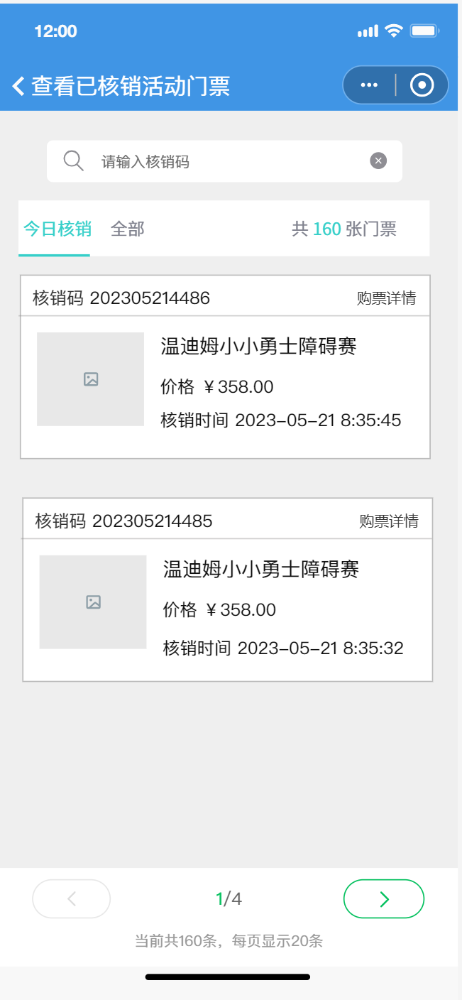 12:00
查看已核销活动门票
请输入核销码
今日核销 全部 共 160 张门票
核销码 202305214486 购票详情
温迪姆小小勇士障碍赛
价格 ￥358.00
核销时间 2023-05-21 8:35:45
核销码 202305214485 购票详情
温迪姆小小勇士障碍赛
价格 ￥358.00
核销时间 2023-05-21 8:35:32
1/4
当前共160条，每页显示20条